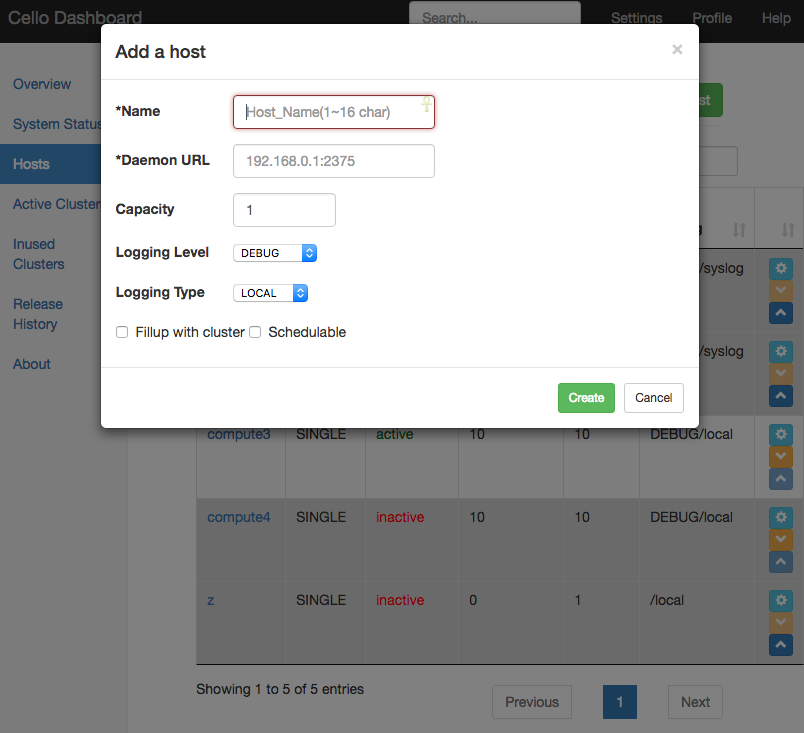 Cello Dashboard
Search...
Settings Profile Help
Add a host ×
Overview
System Status
Hosts
Active Cluster
Inused
Clusters
Release
History
About
*Name Host_Name(1~16 char)
*Daemon URL 192.168.0.1:2375
Capacity 1
Logging Level DEBUG
Logging Type LOCAL
Fillup with cluster Schedulable
Create Cancel
st
g
/syslog
/syslog
compute3 SINGLE active 10 10 DEBUG/local
compute4 SINGLE inactive 10 10 DEBUG/local
z SINGLE inactive 0 1 /local
Showing 1 to 5 of 5 entries
Previous 1 Next